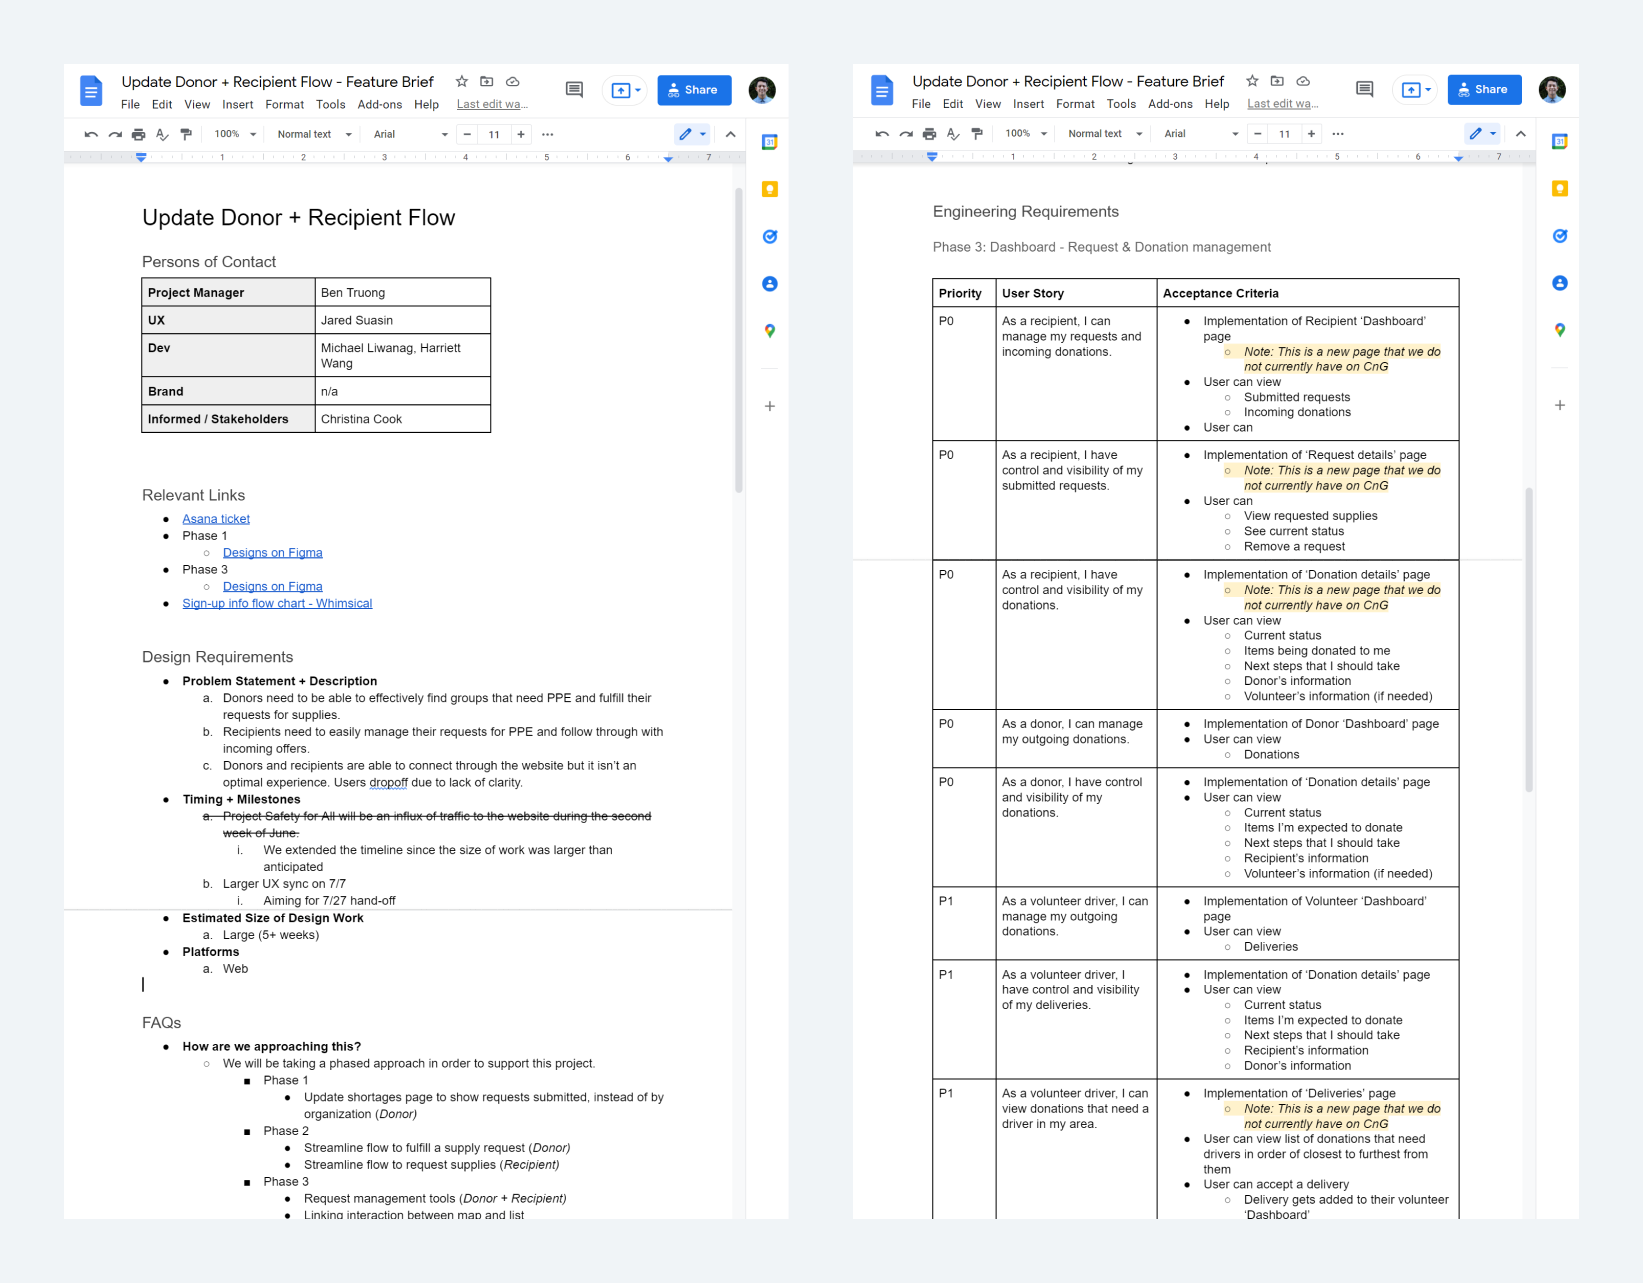 Update Donor + Recipient Flow - Feature Brief
Share
File Edit View Insert Format Tools Add-ons Help Last edit wa...
100% Normal text Arial 11
1 2 3 4 5 6 7
31
Update Donor + Recipient Flow
Persons of Contact
Project Manager Ben Truong
UX Jared Suasin
Dev Michael Liwanag, Harriett
Wang
Brand n/a
Informed / Stakeholders Christina Cook
Relevant Links
● Asana ticket
● Phase 1
○ Designs on Figma
● Phase 3
○ Designs on Figma
● Sign-up info flow chart - Whimsical
Design Requirements
● Problem Statement + Description
a. Donors need to be able to effectively find groups that need PPE and fulfill their
requests for supplies.
b. Recipients need to easily manage their requests for PPE and follow through with
incoming offers.
c. Donors and recipients are able to connect through the website but it isn't an
optimal experience. Users dropoff due to lack of clarity.
● Timing + Milestones
a. Project Safety for All will be an influx of traffic to the website during the second
week of June.
i. We extended the timeline since the size of work was larger than
anticipated
b. Larger UX sync on 7/7
i. Aiming for 7/27 hand-off
● Estimated Size of Design Work
a. Large (5+ weeks)
● Platforms
a. Web
FAQs
● How are we approaching this?
○ We will be taking a phased approach in order to support this project.
■ Phase 1
● Update shortages page to show requests submitted, instead of by
organization (Donor)
■ Phase 2
● Streamline flow to fulfill a supply request (Donor)
● Streamline flow to request supplies (Recipient)
■ Phase 3
● Request management tools (Donor + Recipient)
● Linking interaction between map and list
Update Donor + Recipient Flow - Feature Brief
Share
File Edit View Insert Format Tools Add-ons Help Last edit wa...
100% Normal text Arial 11
1 2 3 4 5 6 7
31
Engineering Requirements
Phase 3: Dashboard - Request & Donation management
Priority User Story Acceptance Criteria
P0 As a recipient, I can ● Implementation of Recipient 'Dashboard'
manage my requests and page
incoming donations. ○ Note: This is a new page that we do
not currently have on CnG
● User can view
○ Submitted requests
○ Incoming donations
● User can
P0 As a recipient, I have ● Implementation of 'Request details' page
control and visibility of my ○ Note: This is a new page that we do
submitted requests. not currently have on CnG
● User can
○ View requested supplies
○ See current status
○ Remove a request
P0 As a recipient, I have ● Implementation of 'Donation details' page
control and visibility of my ○ Note: This is a new page that we do
donations. not currently have on CnG
● User can view
○ Current status
○ Items being donated to me
○ Next steps that I should take
○ Donor's information
○ Volunteer's information (if needed)
P0 As a donor, I can manage ● Implementation of Donor 'Dashboard' page
my outgoing donations. ● User can view
○ Donations
P0 As a donor, I have control ● Implementation of 'Donation details' page
and visibility of my ● User can view
donations. ○ Current status
○ Items I'm expected to donate
○ Next steps that I should take
○ Recipient's information
○ Volunteer's information (if needed)
P1 As a volunteer driver, I can ● Implementation of Volunteer 'Dashboard'
manage my outgoing page
donations. ● User can view
○ Deliveries
P1 As a volunteer driver, I ● Implementation of 'Donation details' page
have control and visibility ● User can view
of my deliveries. ○ Current status
○ Items I'm expected to donate
○ Next steps that I should take
○ Recipient's information
○ Donor's information
P1 As a volunteer driver, I can ● Implementation of 'Deliveries' page
view donations that need a ○ Note: This is a new page that we do
driver in my area. not currently have on CnG
● User can view list of donations that need
drivers in order of closest to furthest from
them
● User can accept a delivery
○ Delivery gets added to their volunteer
'Dashboard'